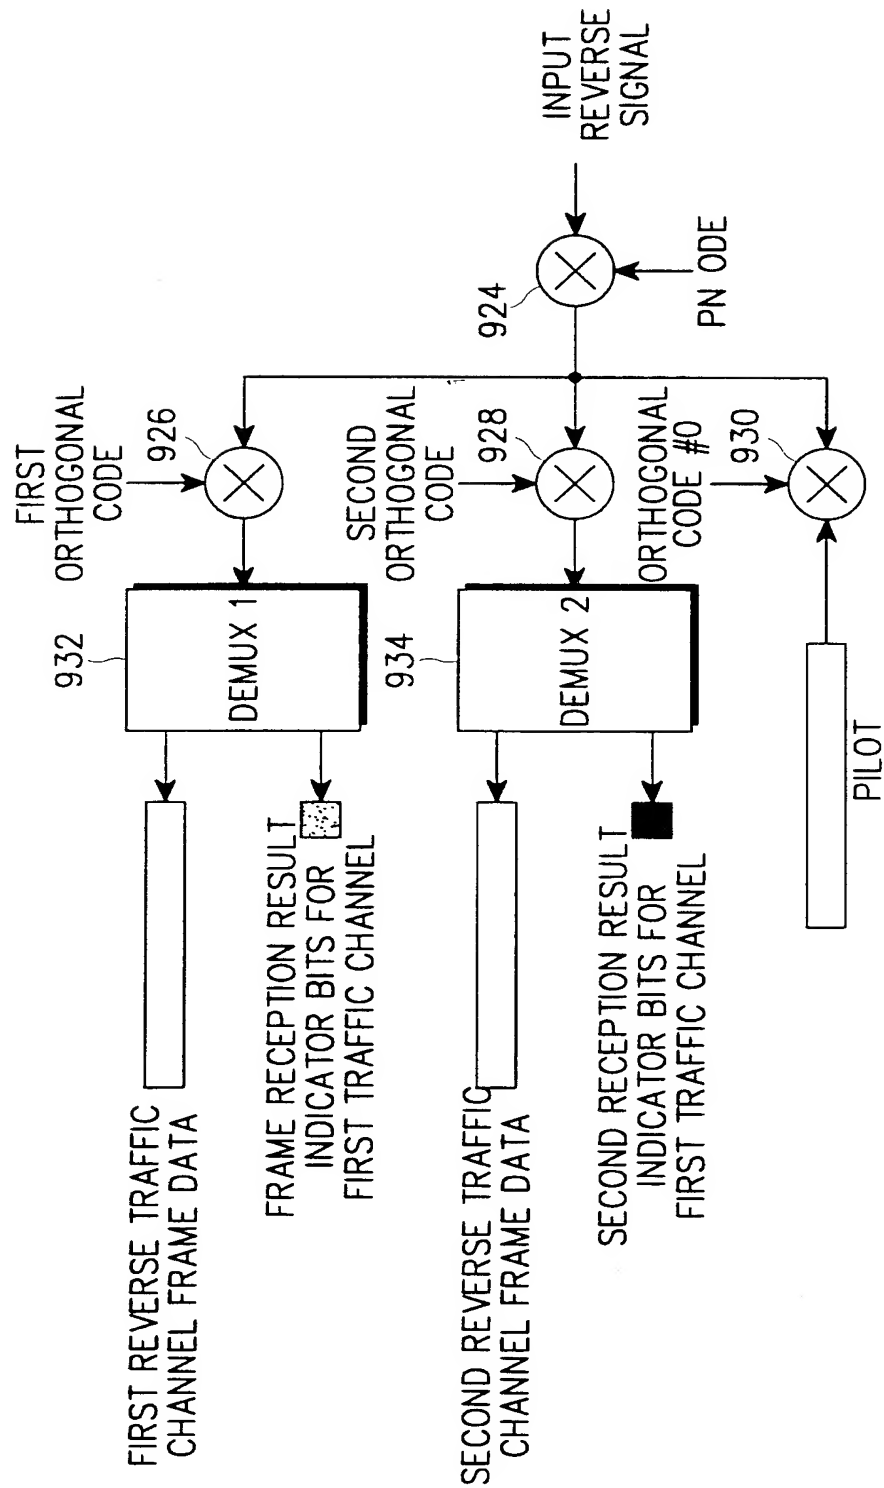 FIRST REVERSE TRAFFIC
CHANNEL FRAME DATA
932
DEMUX 1
FIRST
ORTHOGONAL
CODE
926
FRAME RECEPTION RESULT
INDICATOR BITS FOR
FIRST TRAFFIC CHANNEL
SECOND REVERSE TRAFFIC
CHANNEL FRAME DATA
934
DEMUX 2
SECOND
ORTHOGONAL
CODE
928
924
INPUT
REVERSE
SIGNAL
PN ODE
SECOND RECEPTION RESULT
INDICATOR BITS FOR
FIRST TRAFFIC CHANNEL
ORTHOGONAL
CODE #0
930
PILOT